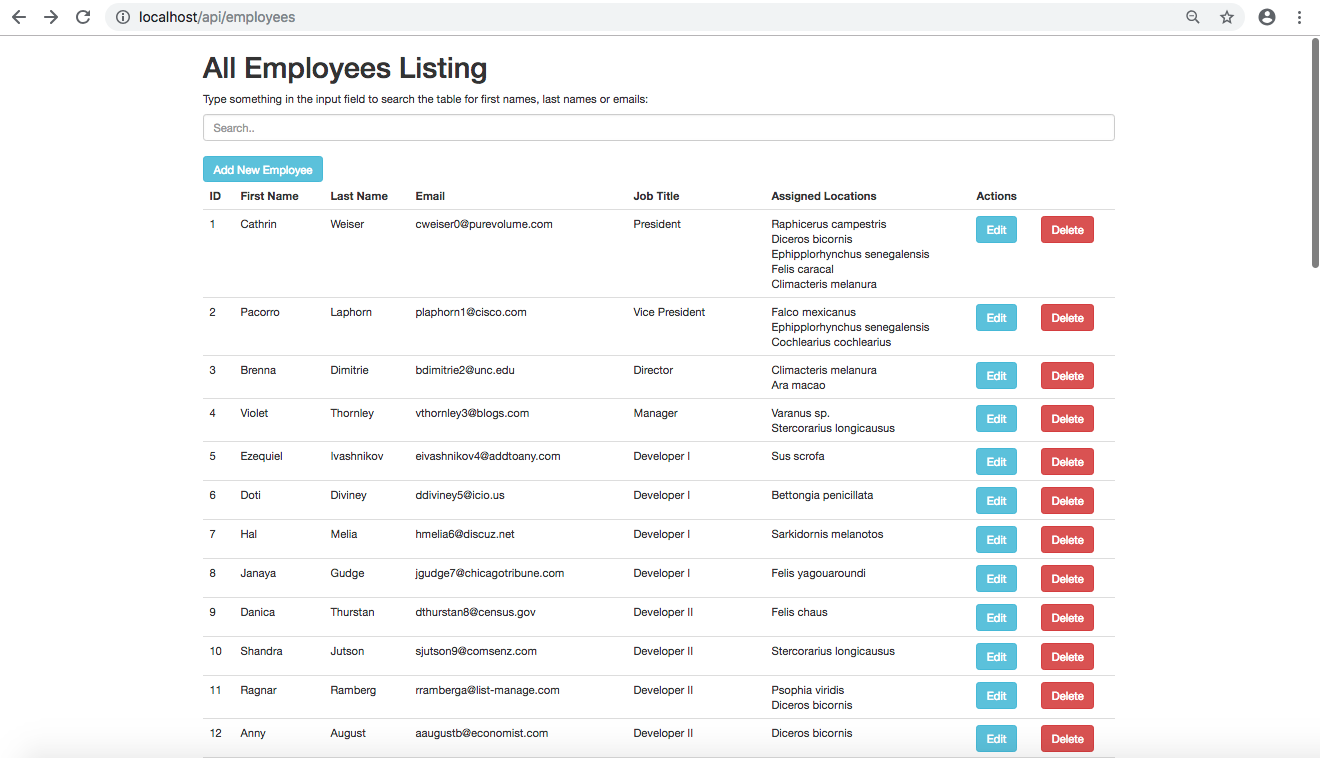 localhost/api/employees
All Employees Listing
Type something in the input field to search the table for first names, last names or emails:
Search..
Add New Employee
ID First Name Last Name Email Job Title Assigned Locations Actions
1 Cathrin Weiser cweiser0@purevolume.com President Raphicerus campestris Edit Delete
Diceros bicornis
Ephipplorhynchus senegalensis
Felis caracal
Climacteris melanura
2 Pacorro Laphorn plaphorn1@cisco.com Vice President Falco mexicanus Edit Delete
Ephipplorhynchus senegalensis
Cochlearius cochlearius
3 Brenna Dimitrie bdimitrie2@unc.edu Director Climacteris melanura Edit Delete
Ara macao
4 Violet Thornley vthornley3@blogs.com Manager Varanus sp. Edit Delete
Stercorarius longicausus
5 Ezequiel Ivashnikov eivashnikov4@addtoany.com Developer I Sus scrofa Edit Delete
6 Doti Diviney ddiviney5@icio.us Developer I Bettongia penicillata Edit Delete
7 Hal Melia hmelia6@discuz.net Developer I Sarkidornis melanotos Edit Delete
8 Janaya Gudge jgudge7@chicagotribune.com Developer I Felis yagouaroundi Edit Delete
9 Danica Thurstan dthurstan8@census.gov Developer II Felis chaus Edit Delete
10 Shandra Jutson sjutson9@comsenz.com Developer II Stercorarius longicausus Edit Delete
11 Ragnar Ramberg rramberga@list-manage.com Developer II Psophia viridis Edit Delete
Diceros bicornis
12 Anny August aaugustb@economist.com Developer II Diceros bicornis Edit Delete